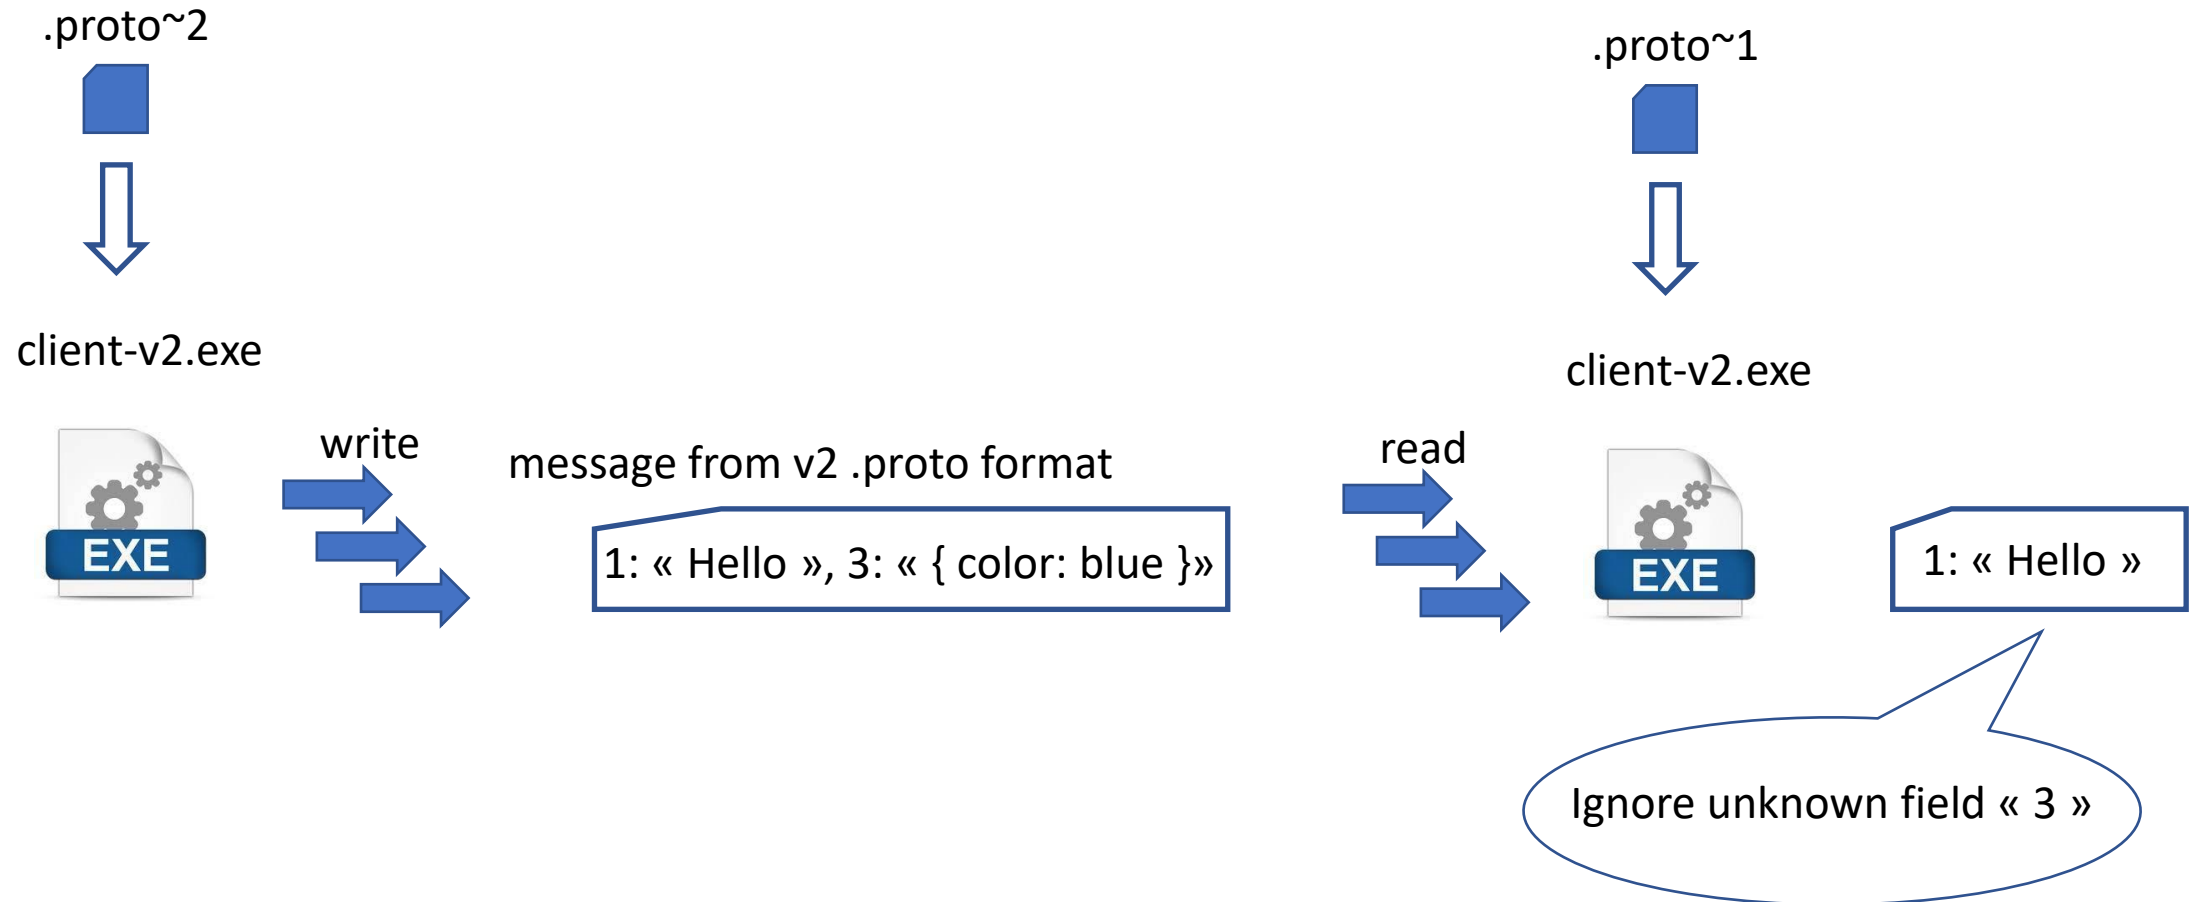 .proto~2
.proto~1
client-v2.exe
client-v2.exe
write
message from v2 .proto format
read
EXE
1: « Hello », 3: « { color: blue }»
EXE
1: « Hello »
Ignore unknown field « 3 »